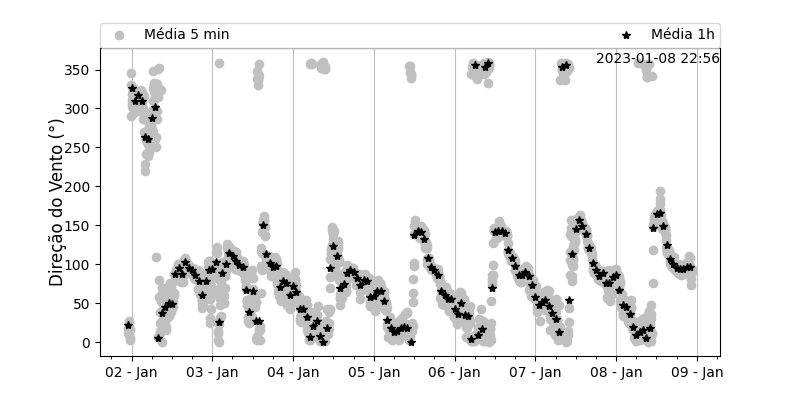 Média 5 min
Média 1h
2023-01-08 22:56
Direção do Vento (°)
350
300
250
200
150
100
50
0
02 - Jan
03 - Jan
04 - Jan
05 - Jan
06 - Jan
07 - Jan
08 - Jan
09 - Jan